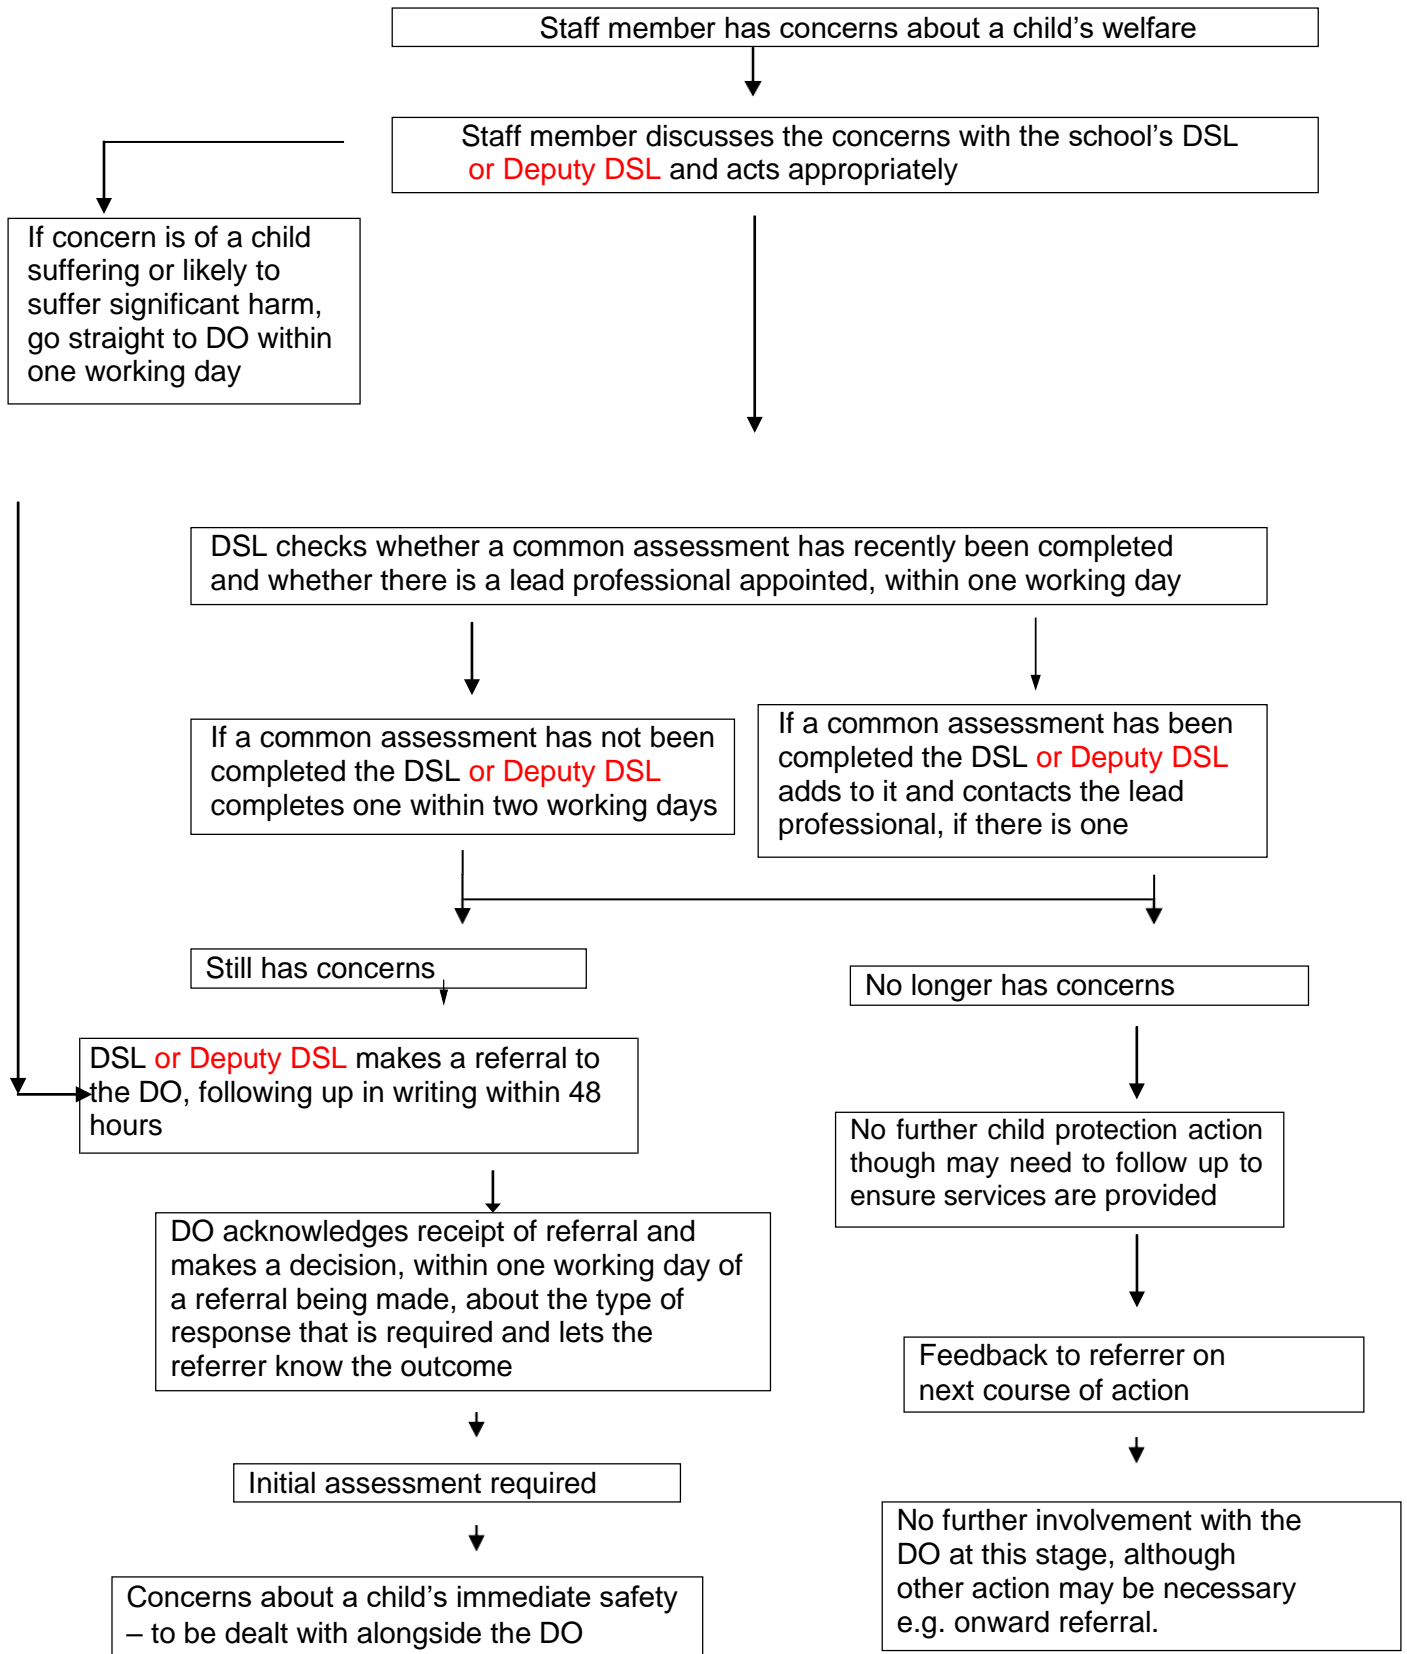 Staff member has concerns about a child’s welfare
Staff member discusses the concerns with the school’s DSL
or Deputy DSL and acts appropriately
If concern is of a child
suffering or likely to
suffer significant harm,
go straight to DO within
one working day
DSL checks whether a common assessment has recently been completed
and whether there is a lead professional appointed, within one working day
If a common assessment has not been
completed the DSL or Deputy DSL
completes one within two working days
If a common assessment has been
completed the DSL or Deputy DSL
adds to it and contacts the lead
professional, if there is one
Still has concerns
No longer has concerns
DSL or Deputy DSL makes a referral to
the DO, following up in writing within 48
hours
No further child protection action
though may need to follow up to
ensure services are provided
DO acknowledges receipt of referral and
makes a decision, within one working day of
a referral being made, about the type of
response that is required and lets the
referrer know the outcome
Feedback to referrer on
next course of action
Initial assessment required
No further involvement with the
DO at this stage, although
other action may be necessary
e.g. onward referral.
Concerns about a child’s immediate safety
– to be dealt with alongside the DO